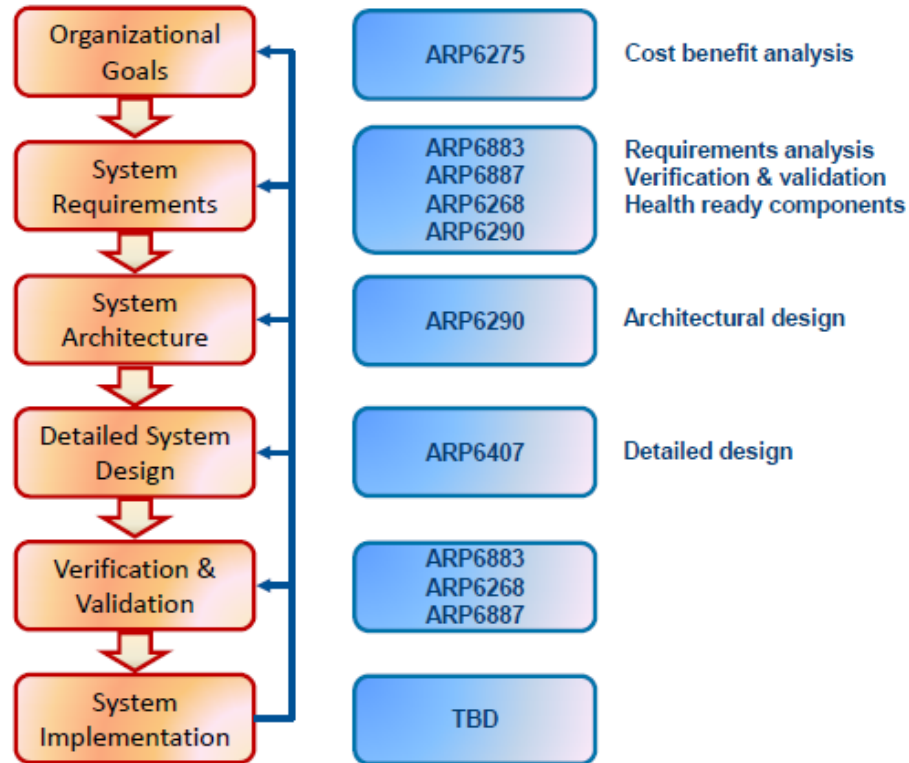 Organizational
Goals
ARP6275
Cost benefit analysis
System
Requirements
ARP6883
ARP6887
ARP6268
ARP6290
Requirements analysis
Verification & validation
Health ready components
System
Architecture
ARP6290
Architectural design
Detailed System
Design
ARP6407
Detailed design
Verification &
Validation
ARP6883
ARP6268
ARP6887
System
Implementation
TBD